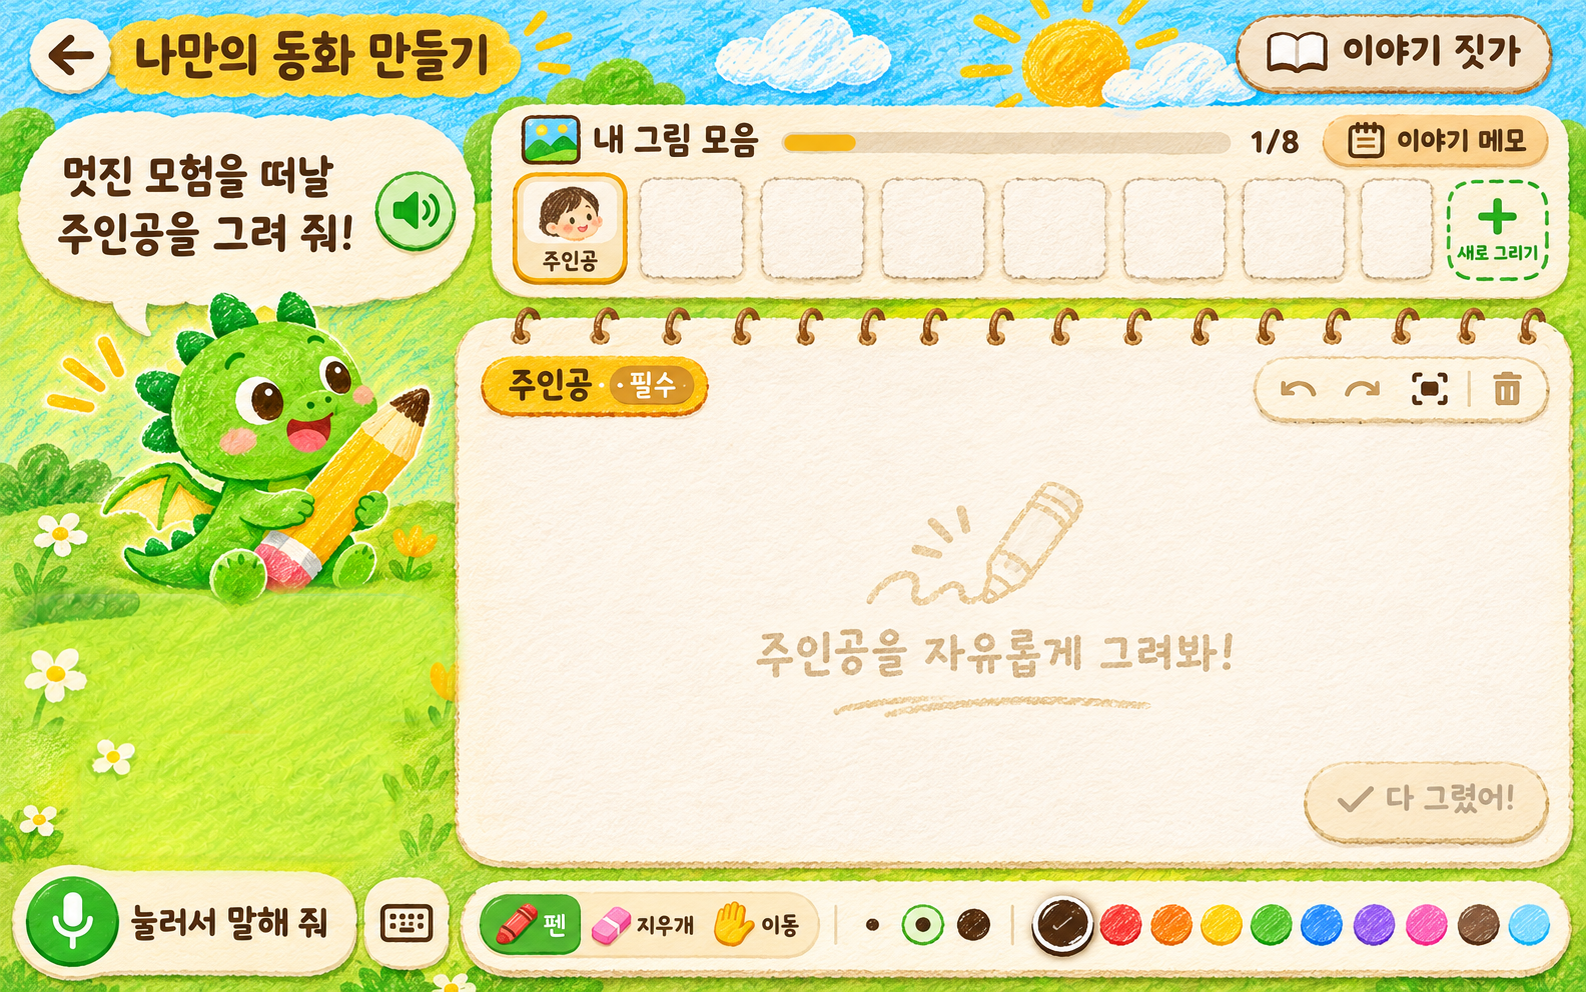 나만의 동화 만들기
이야기 짓가
멋진 모험을 떠날
주인공을 그려 줘!
내 그림 모음
1/8
이야기 메모
주인공
새로 그리기
주인공 · · 필수 ·
주인공을 자유롭게 그려봐!
다 그렸어!
눌러서 말해 줘
펜
지우개
이동